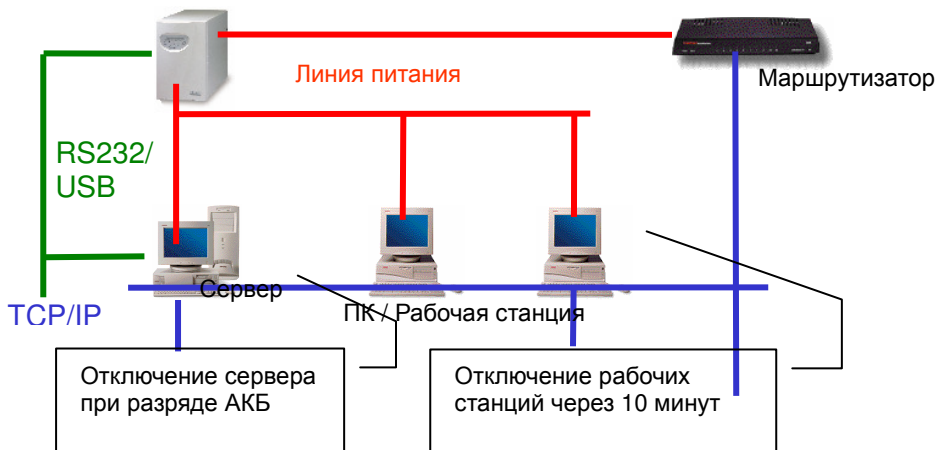 Линия питания
Маршрутизатор
RS232/
USB
Сервер
TCP/IP
ПК / Рабочая станция
Отключение сервера
при разряде АКБ
Отключение рабочих
станций через 10 минут